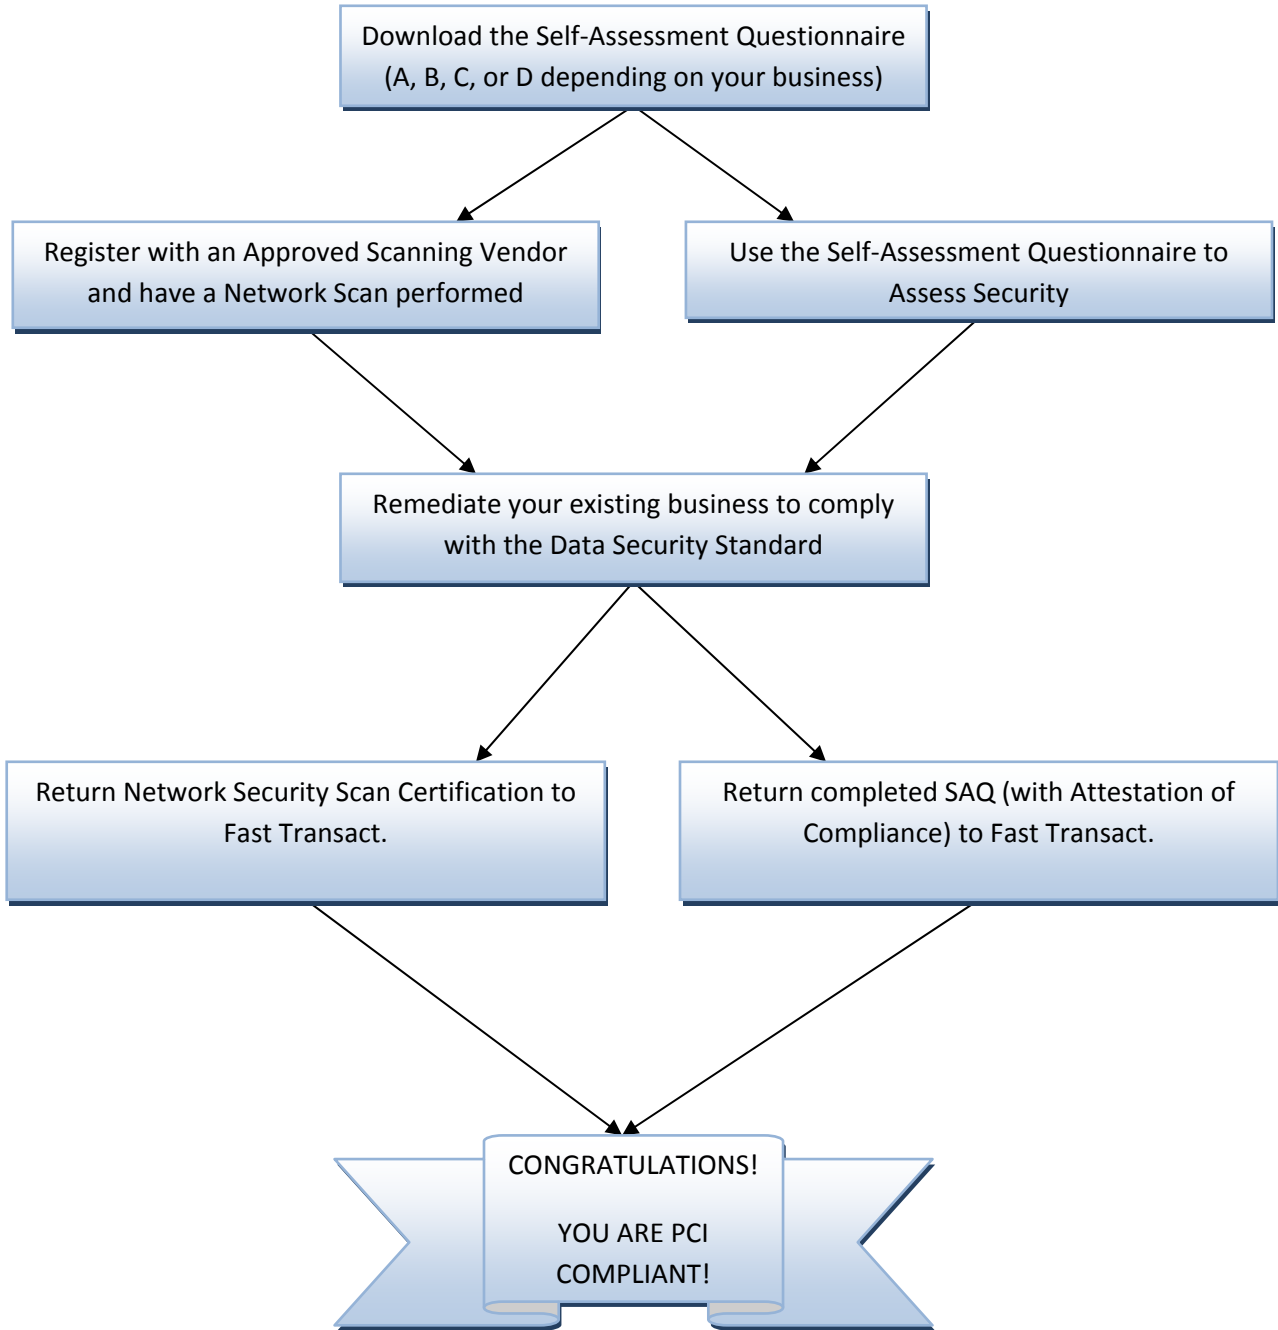 Download the Self-Assessment Questionnaire
(A, B, C, or D depending on your business)
Register with an Approved Scanning Vendor
and have a Network Scan performed
Use the Self-Assessment Questionnaire to
Assess Security
Remediate your existing business to comply
with the Data Security Standard
Return Network Security Scan Certification to
Fast Transact.
Return completed SAQ (with Attestation of
Compliance) to Fast Transact.
CONGRATULATIONS!
YOU ARE PCI
COMPLIANT!